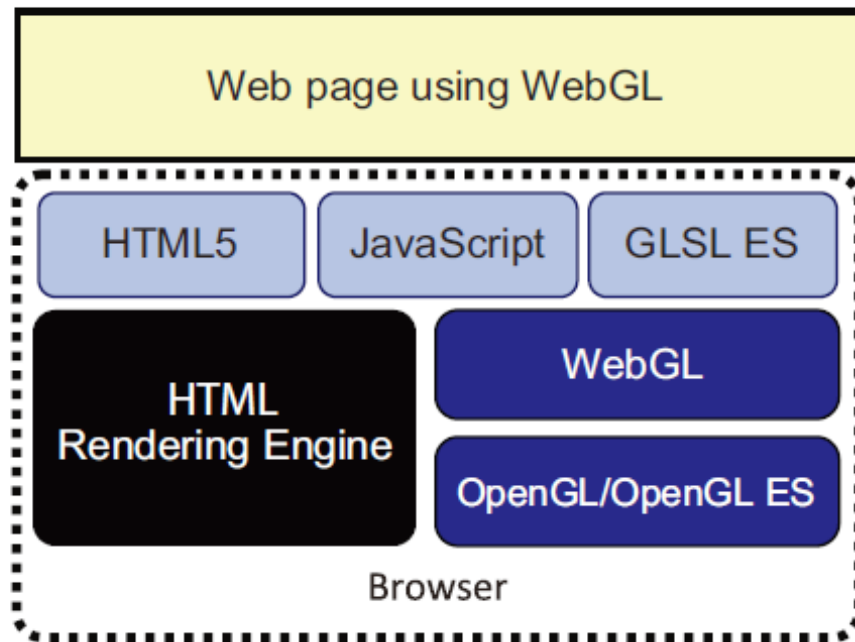 Web page using WebGL
HTML5
JavaScript
GLSL ES
HTML
Rendering Engine
WebGL
OpenGL/OpenGL ES
Browser